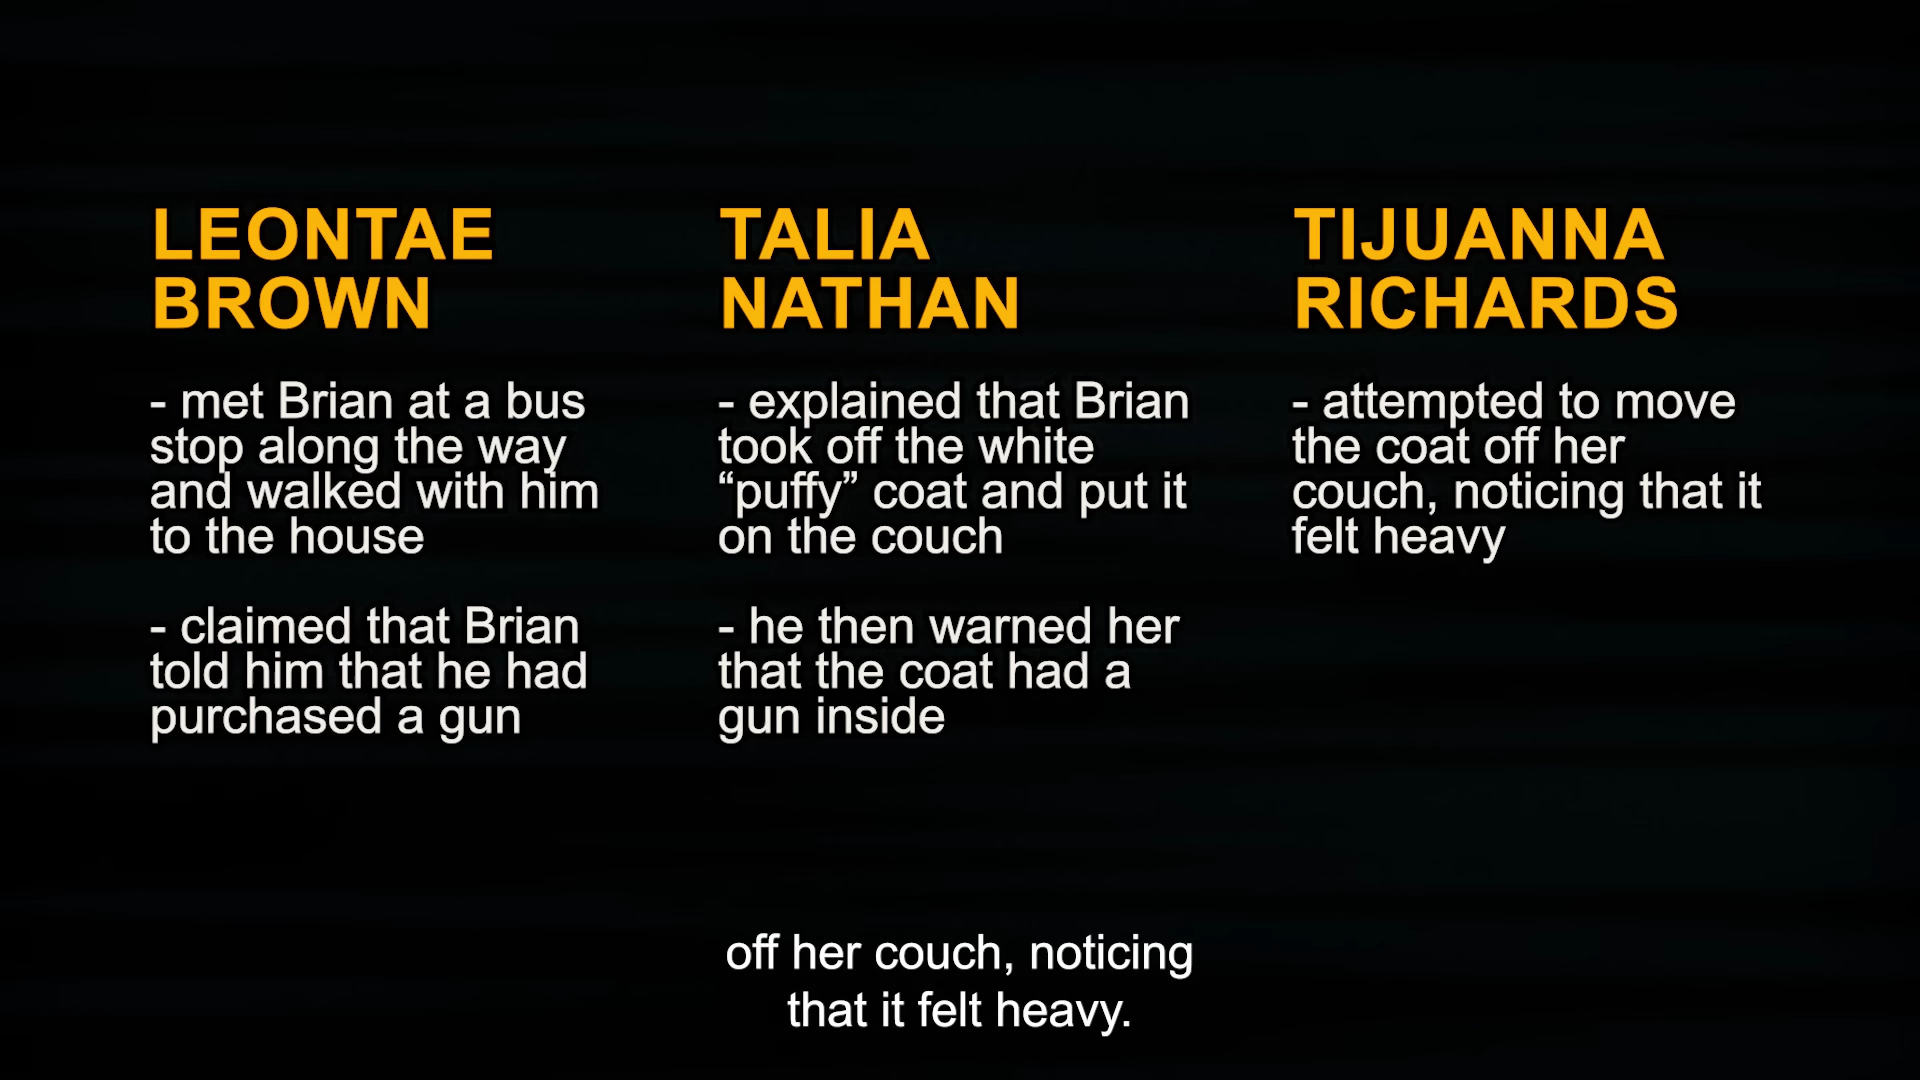 LEONTAE
BROWN
- met Brian at a bus
stop along the way
and walked with him
to the house
- claimed that Brian
told him that he had
purchased a gun
TALIA
NATHAN
- explained that Brian
took off the white
“puffy” coat and put it
on the couch
- he then warned her
that the coat had a
gun inside
TIJUANNA
RICHARDS
- attempted to move
the coat off her
couch, noticing that it
felt heavy
off her couch, noticing
that it felt heavy.